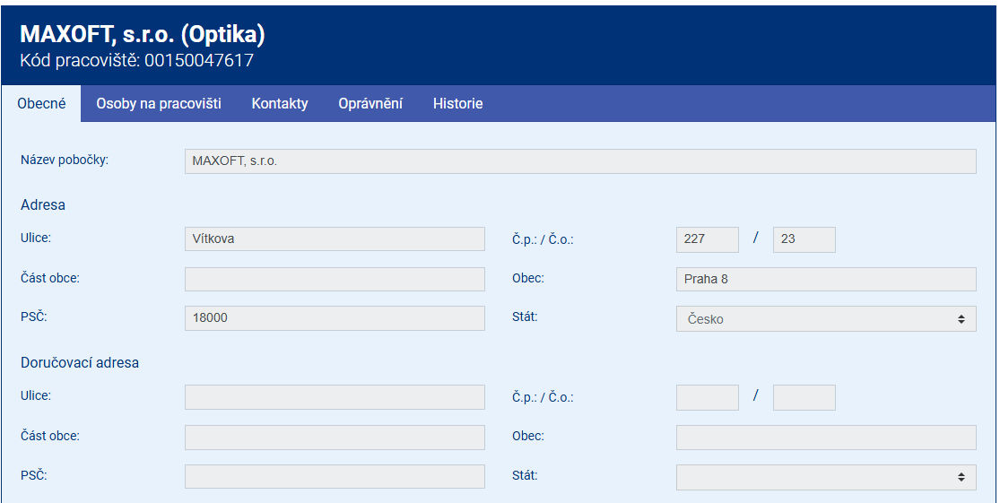 MAXOFT, s.r.o. (Optika)
Kód pracoviště: 00150047617
Obecné Osoby na pracovišti Kontakty Oprávnění Historie
Název pobočky: MAXOFT, s.r.o.
Adresa
Ulice: Vítkova Č.p.: / Č.o.: 227 / 23
Část obce: Obec: Praha 8
PSČ: 18000 Stát: Česko
Doručovací adresa
Ulice: Č.p.: / Č.o.: /
Část obce: Obec:
PSČ: Stát: